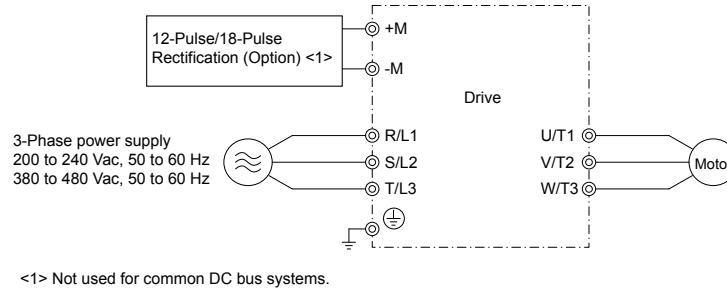 12-Pulse/18-Pulse
Rectification (Option) <1>
+M
-M
Drive
3-Phase power supply
200 to 240 Vac, 50 to 60 Hz
380 to 480 Vac, 50 to 60 Hz
R/L1
S/L2
T/L3
U/T1
V/T2
W/T3
Moto
<1> Not used for common DC bus systems.